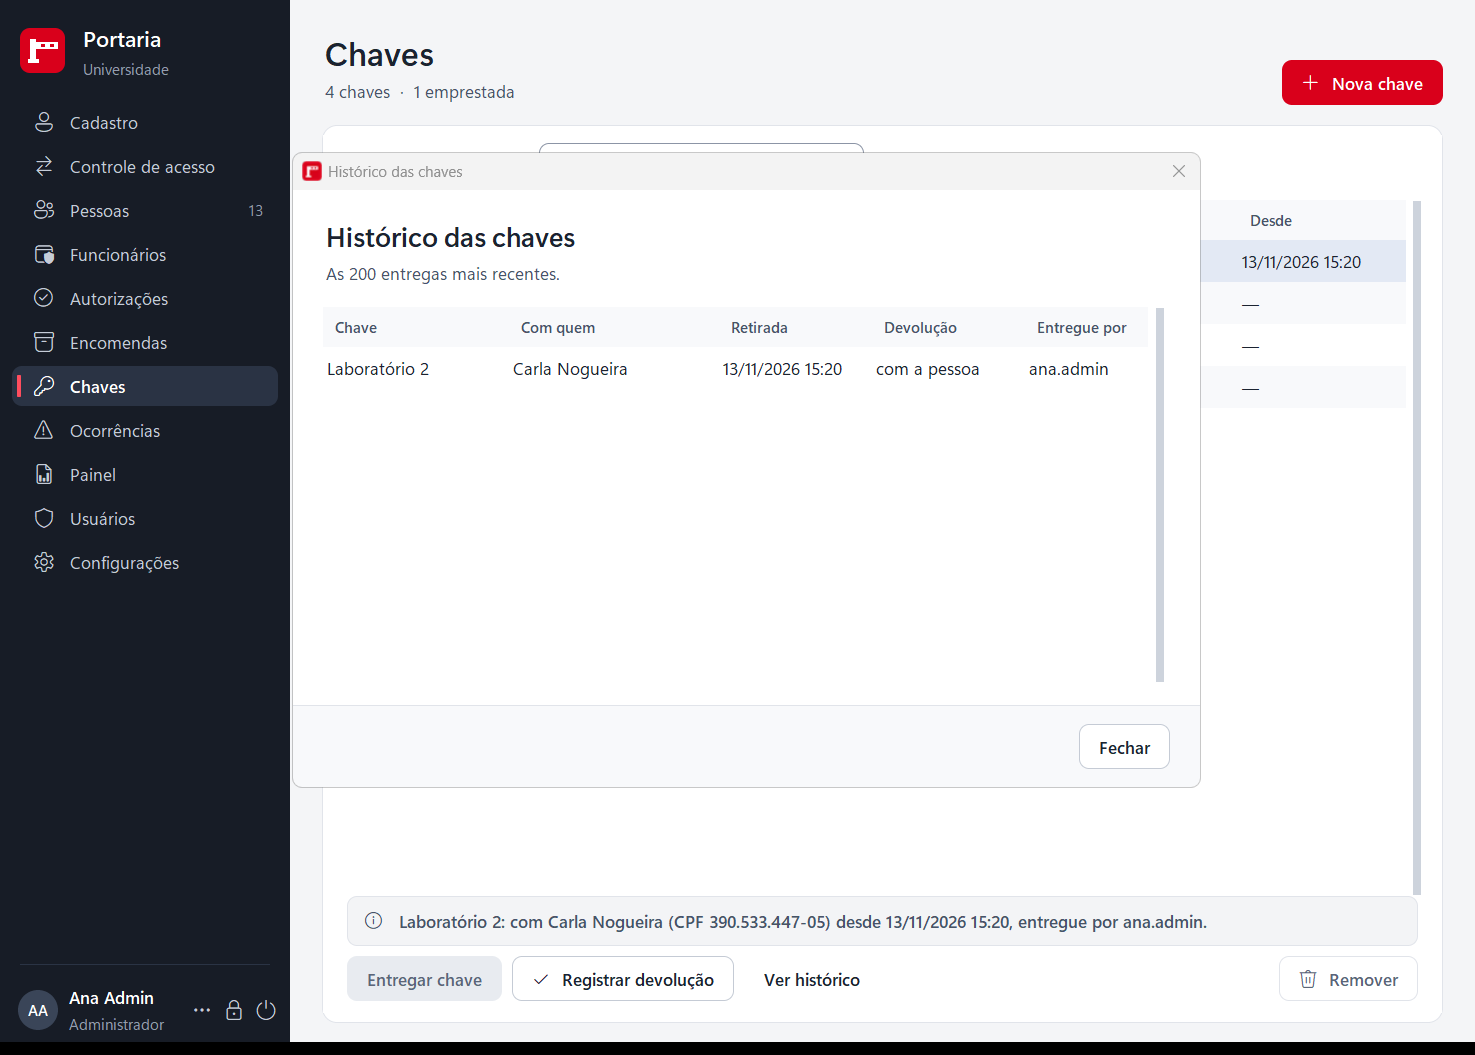 Portaria
Universidade
Cadastro
Controle de acesso
Pessoas 13
Funcionários
Autorizações
Encomendas
Chaves
Ocorrências
Painel
Usuários
Configurações
AA
Ana Admin
Administrador
Chaves
4 chaves · 1 emprestada
+ Nova chave
Histórico das chaves
Histórico das chaves
As 200 entregas mais recentes.
Chave Com quem Retirada Devolução Entregue por
Laboratório 2 Carla Nogueira 13/11/2026 15:20 com a pessoa ana.admin
Fechar
Desde
13/11/2026 15:20
—
—
—
Laboratório 2: com Carla Nogueira (CPF 390.533.447-05) desde 13/11/2026 15:20, entregue por ana.admin.
Entregar chave Registrar devolução Ver histórico Remover